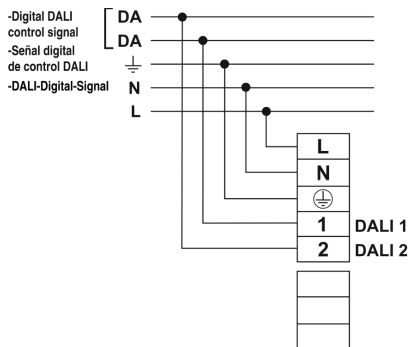 -Digital DALI
control signal
-Señal digital
de control DALI
-DALI-Digital-Signal
DA
DA
N
L
L
N
1 DALI 1
2 DALI 2